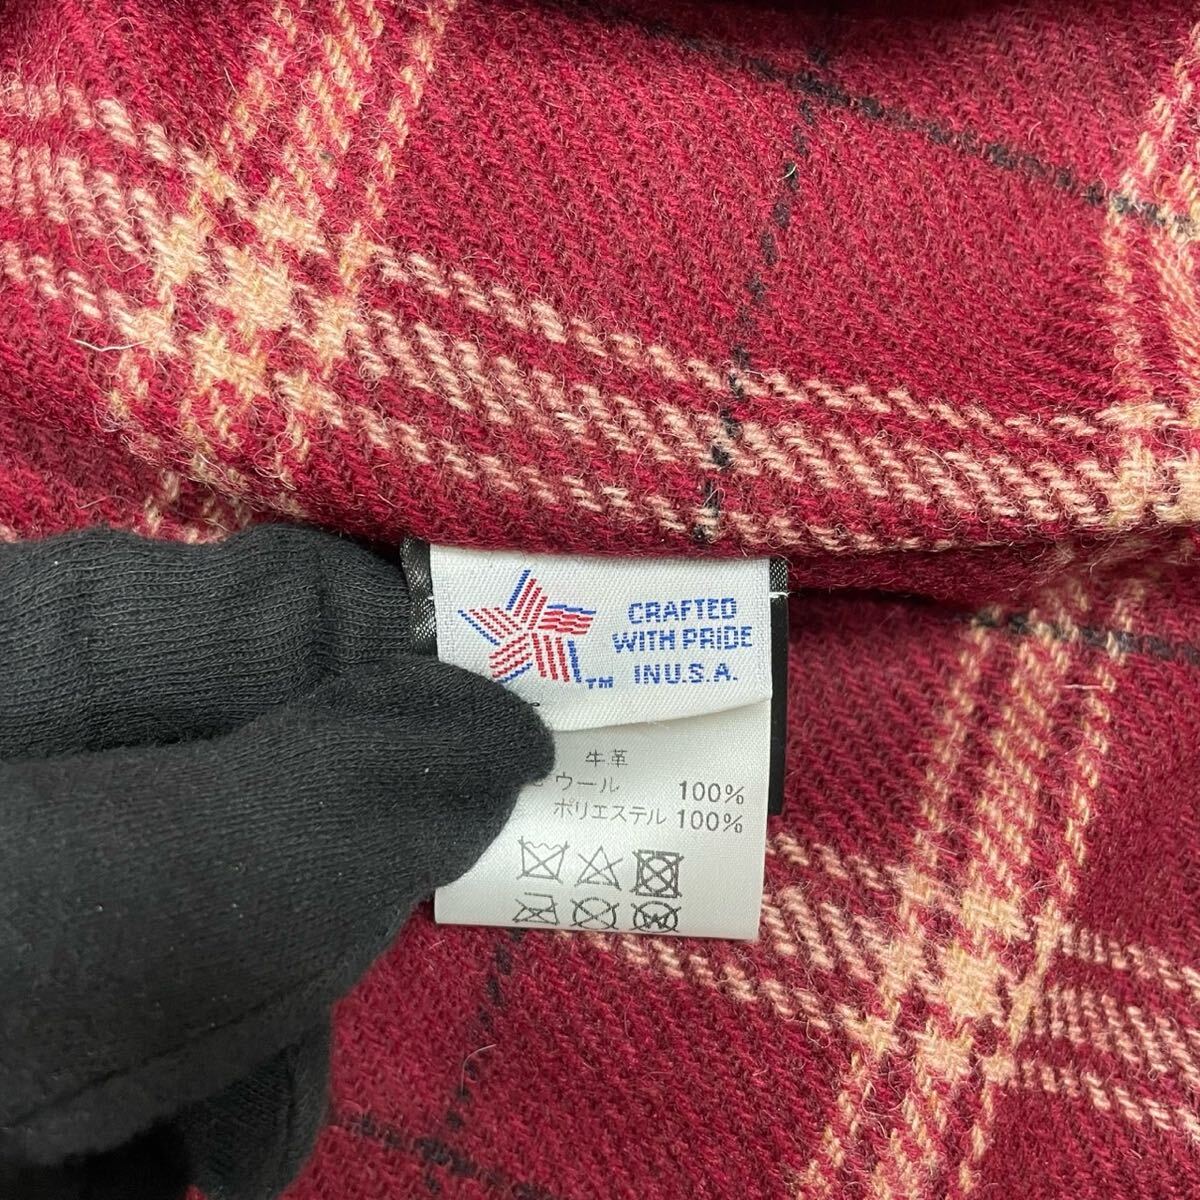 CRAFTED
WITH PRIDE
IN U.S.A.
TM
牛革
ウール 100%
ポリエステル 100%
W